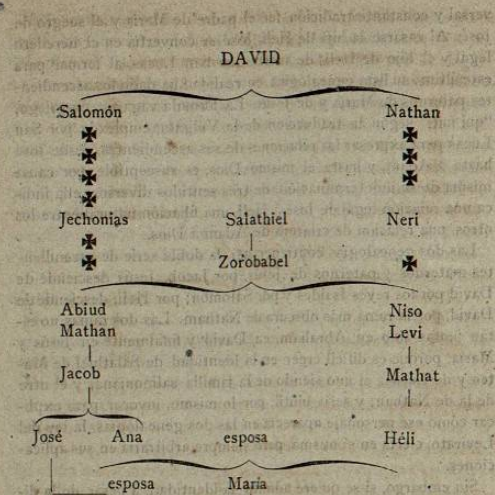 DAVID
Salomón Nathan
Jechonias Salathiel Neri
Zorobabel
Abiud Niso
Mathan Levi
Jacob Mathat
José Ana esposa Héli
esposa María